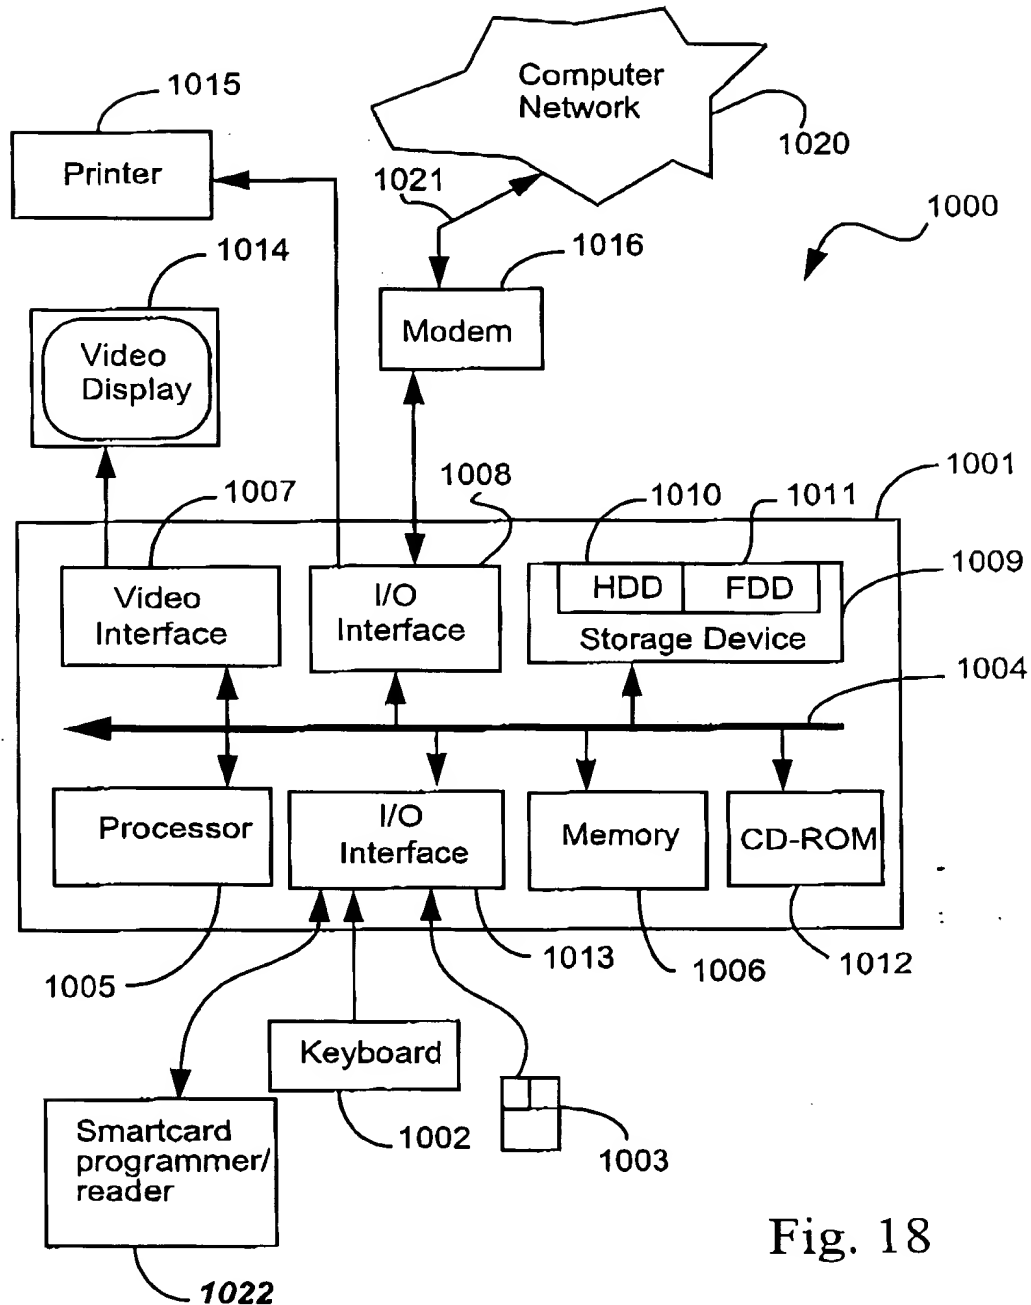 Computer
Network
1020
1015
Printer
1021
1000
1014
1016
Video
Display
Modem
1001
1007
1008
1010
1011
1009
Video
Interface
I/O
Interface
HDD
FDD
Storage Device
1004
Processor
I/O
Interface
Memory
CD-ROM
1005
1013
1006
1012
Keyboard
1002
1003
Smartcard
programmer/
reader
1022
Fig. 18